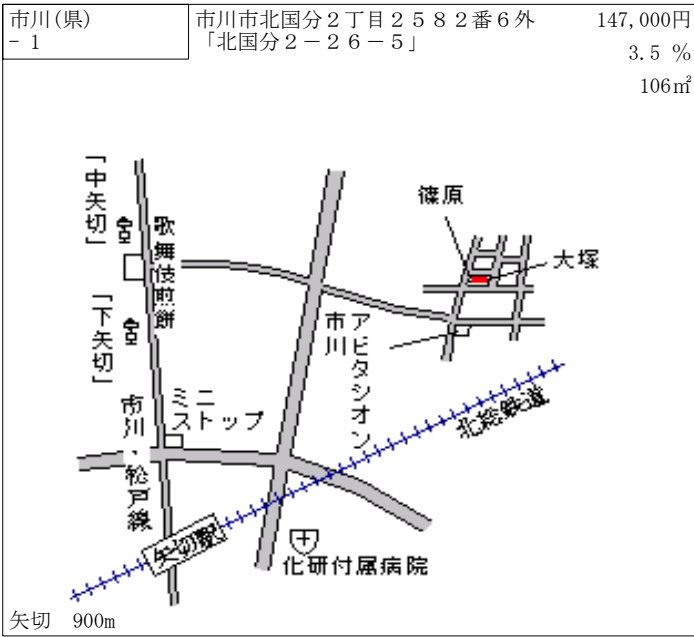 市川(県)
- 1
市川市北国分２丁目２５８２番６外
「北国分２－２６－５」
147,000円
3.5 %
106㎡
「中矢切」
歌舞伎煎餅
篠原
大塚
「下矢切」
アビタシオン
市川
ミニ
ストップ
市川・松戸線
北総鉄道
矢切駅
化研付属病院
矢切 900m